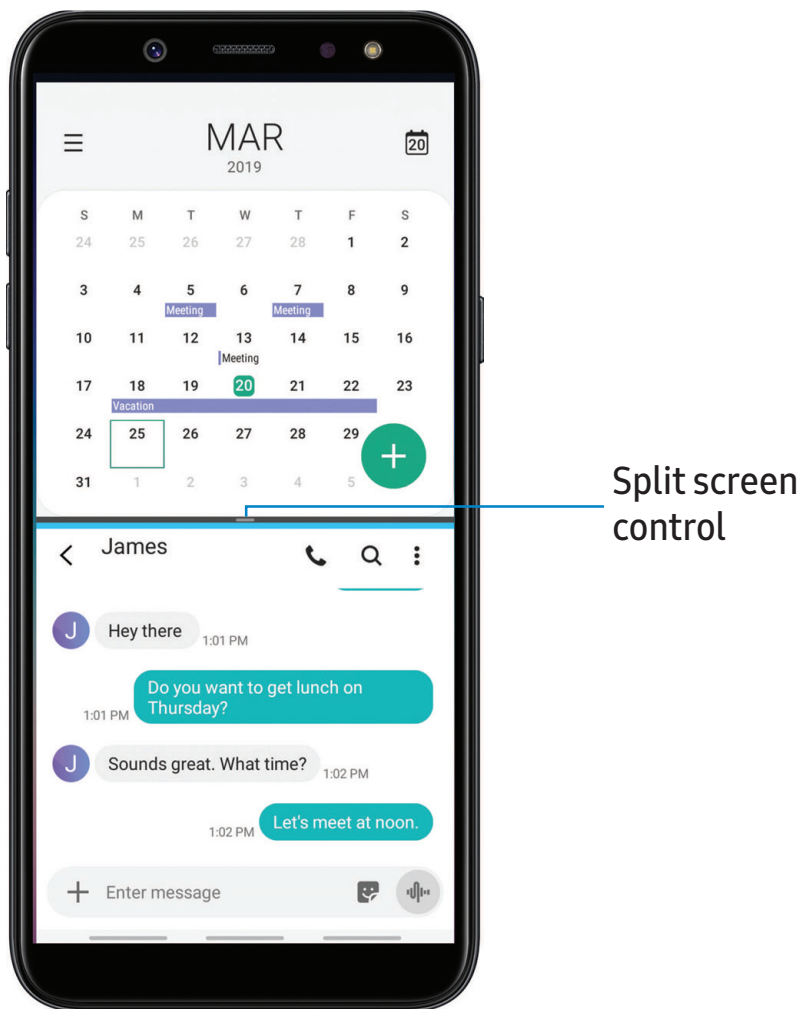 MAR
20
2019
S M T W T F S
24 25 26 27 28 1 2
3 4 5 6 7 8 9
Meeting Meeting
10 11 12 13 14 15 16
Meeting
17 18 19 20 21 22 23
Vacation
24 25 26 27 28 29
31 1 2 3 4 5
Split screen
control
James
J Hey there 1:01 PM
Do you want to get lunch on
1:01 PM Thursday?
J Sounds great. What time? 1:02 PM
1:02 PM Let's meet at noon.
Enter message